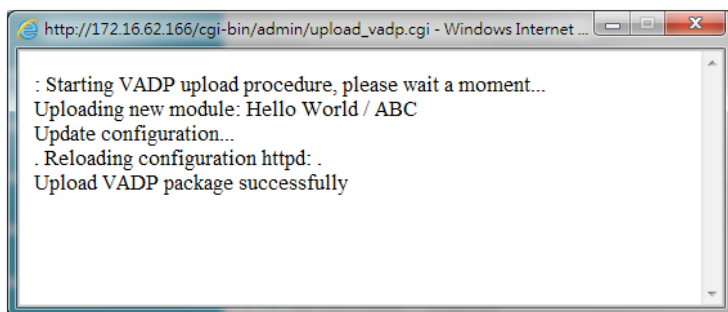 http://172.16.62.166/cgi-bin/admin/upload_vadp.cgi - Windows Internet ...
: Starting VADP upload procedure, please wait a moment...
Uploading new module: Hello World / ABC
Update configuration...
. Reloading configuration httpd: .
Upload VADP package successfully